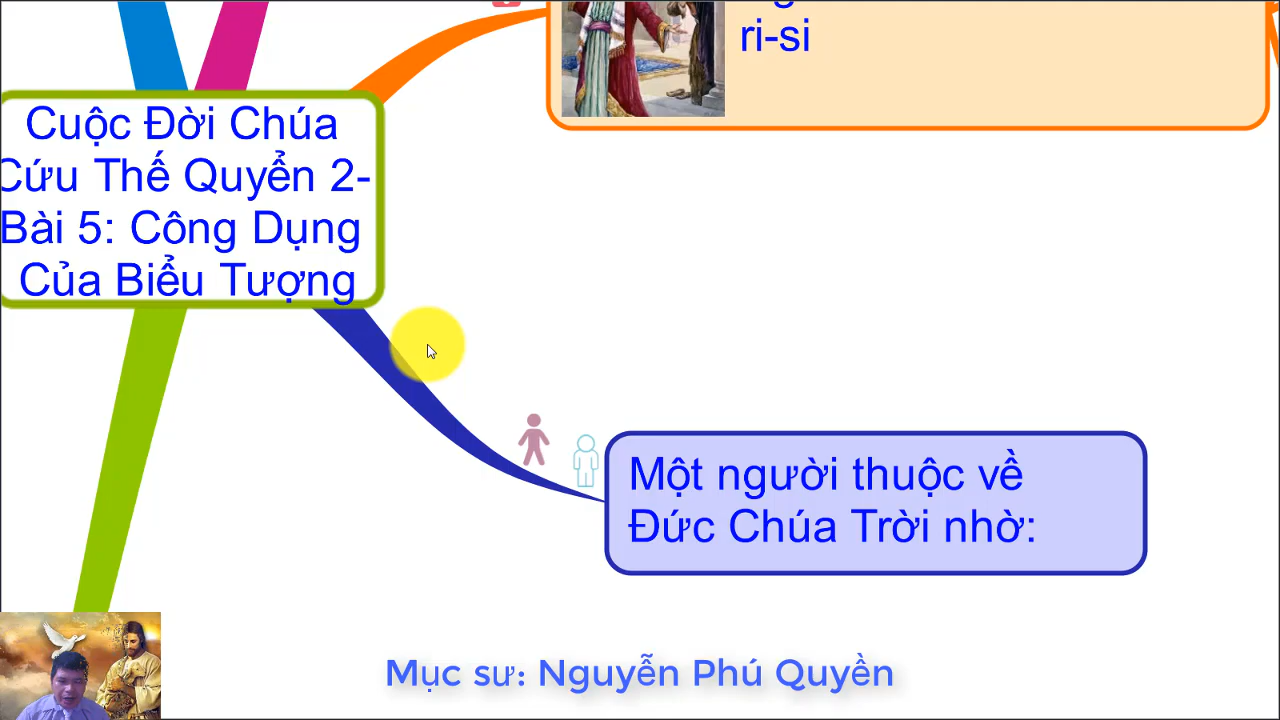 ri-si
Cuộc Đời Chúa
Cứu Thế Quyển 2-
Bài 5: Công Dụng
Của Biểu Tượng
Một người thuộc về
Đức Chúa Trời nhờ:
Mục sư: Nguyễn Phú Quyền